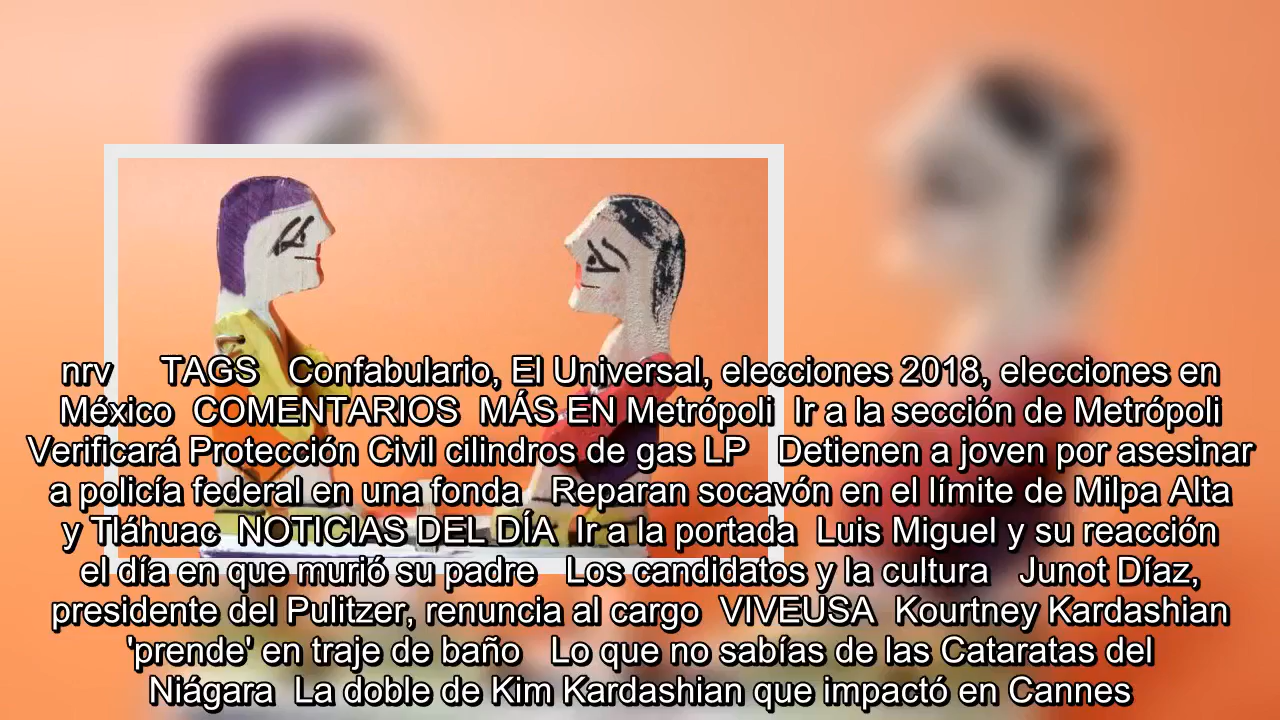 nrv TAGS Confabulario, El Universal, elecciones 2018, elecciones en
México COMENTARIOS MÁS EN Metrópoli Ir a la sección de Metrópoli
Verificará Protección Civil cilindros de gas LP Detienen a joven por asesinar
a policía federal en una fonda Reparan socavón en el límite de Milpa Alta
y Tláhuac NOTICIAS DEL DÍA Ir a la portada Luis Miguel y su reacción
el día en que murió su padre Los candidatos y la cultura Junot Díaz,
presidente del Pulitzer, renuncia al cargo VIVEUSA Kourtney Kardashian
'prende' en traje de baño Lo que no sabías de las Cataratas del
Niágara La doble de Kim Kardashian que impactó en Cannes